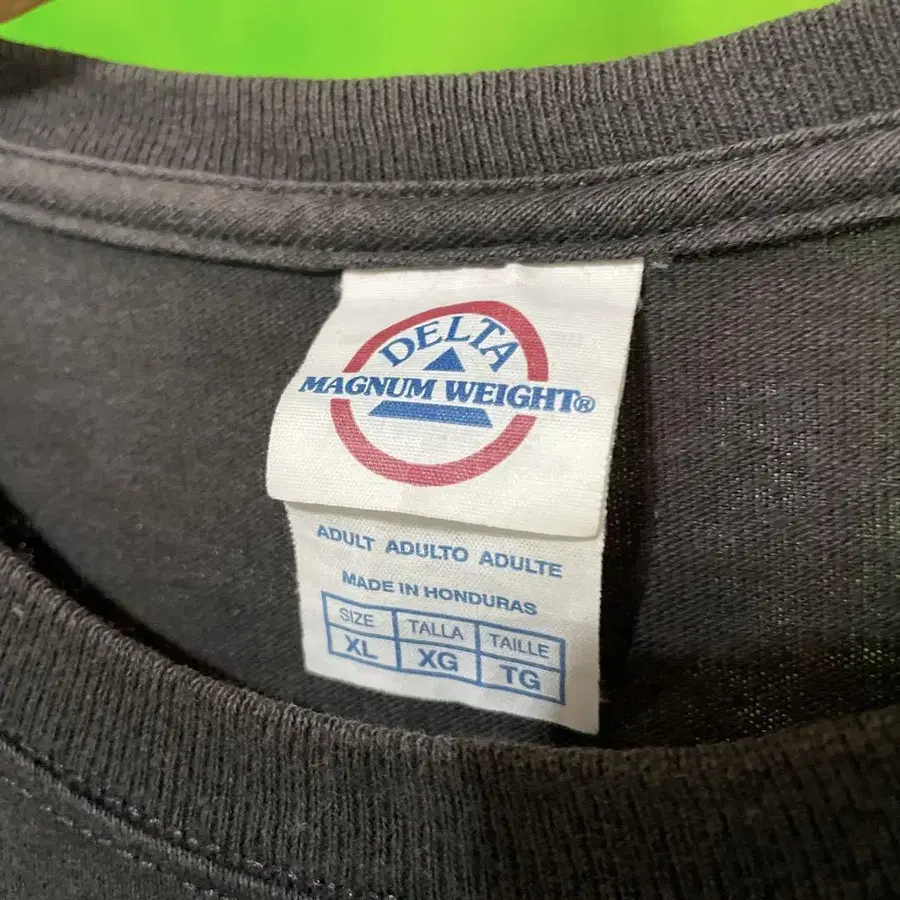 DELTA
MAGNUM WEIGHT®
ADULT ADULTO ADULTE
MADE IN HONDURAS
SIZE TALLA TAILLE
XL XG TG